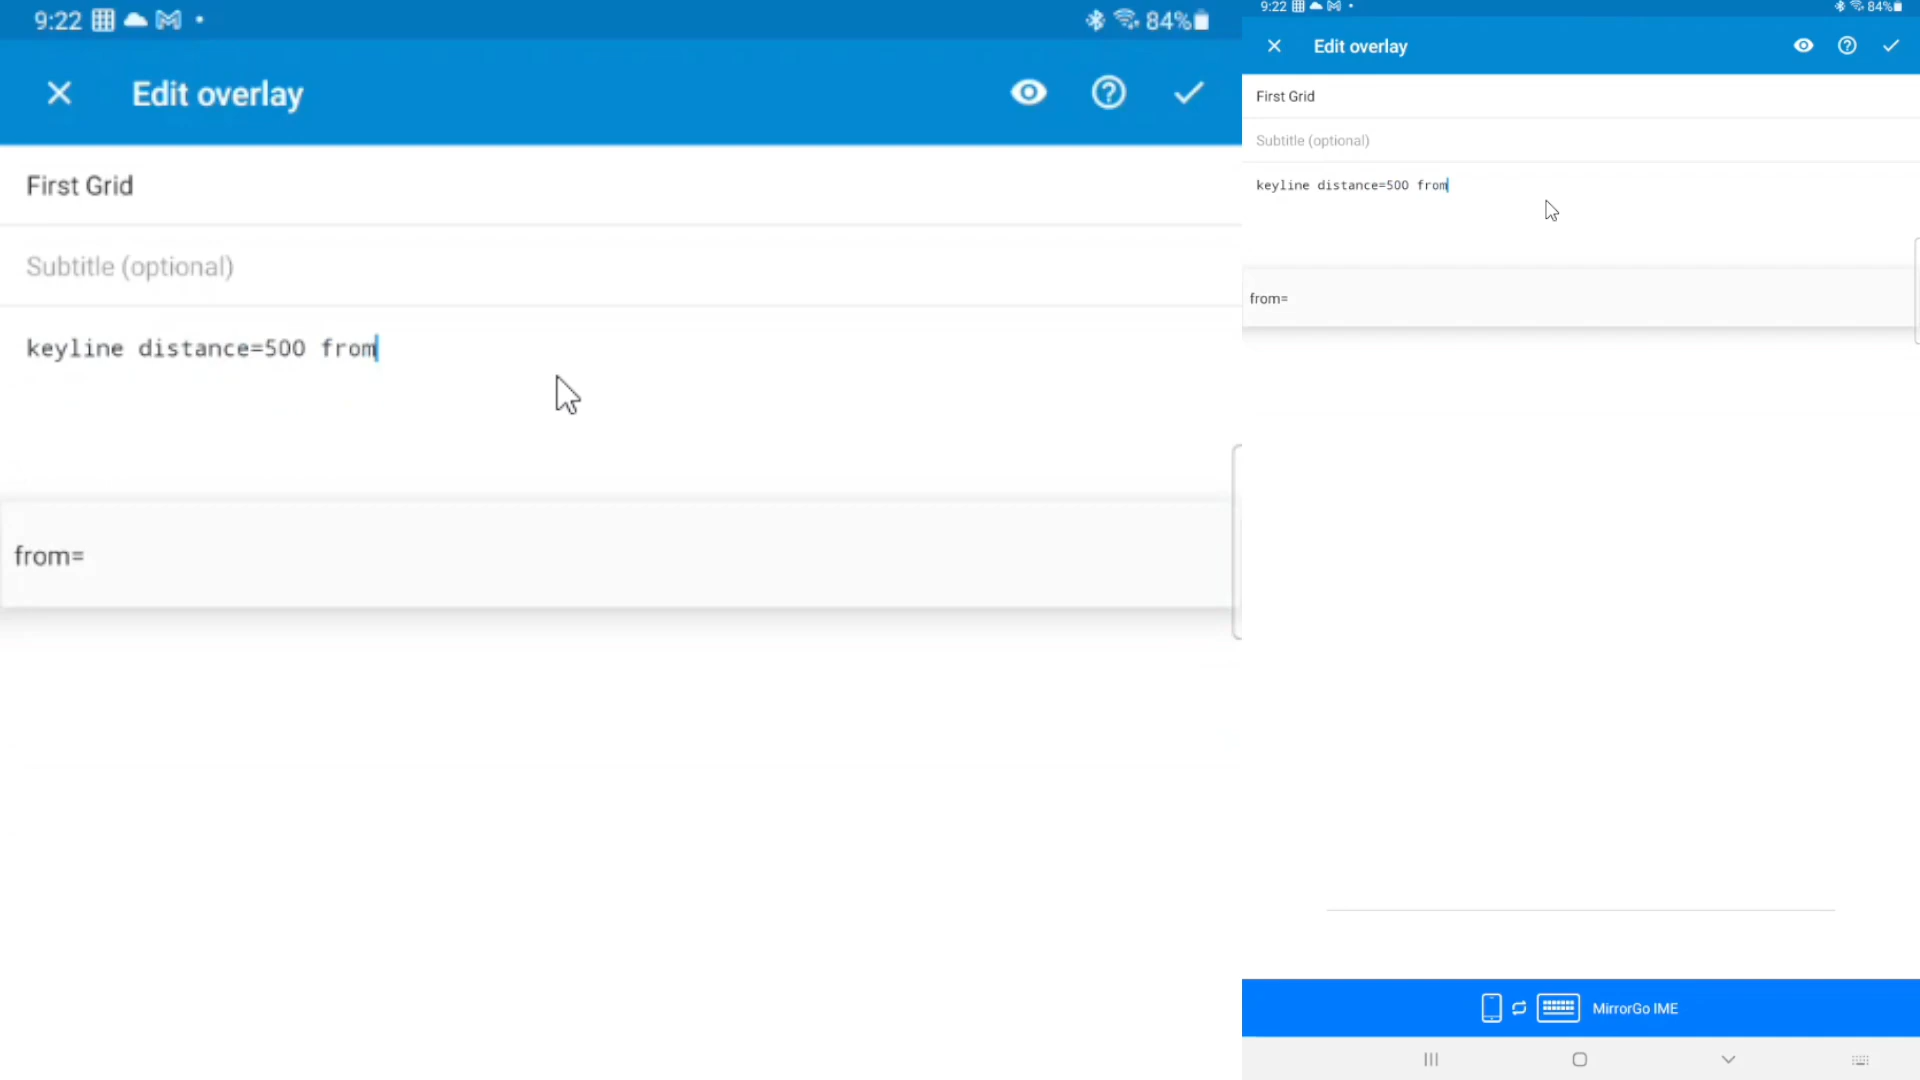 9:22
84%
Edit overlay
First Grid
Subtitle (optional)
keyline distance=500 from
from=
9:22
84%
Edit overlay
First Grid
Subtitle (optional)
keyline distance=500 from
from=
MirrorGo IME